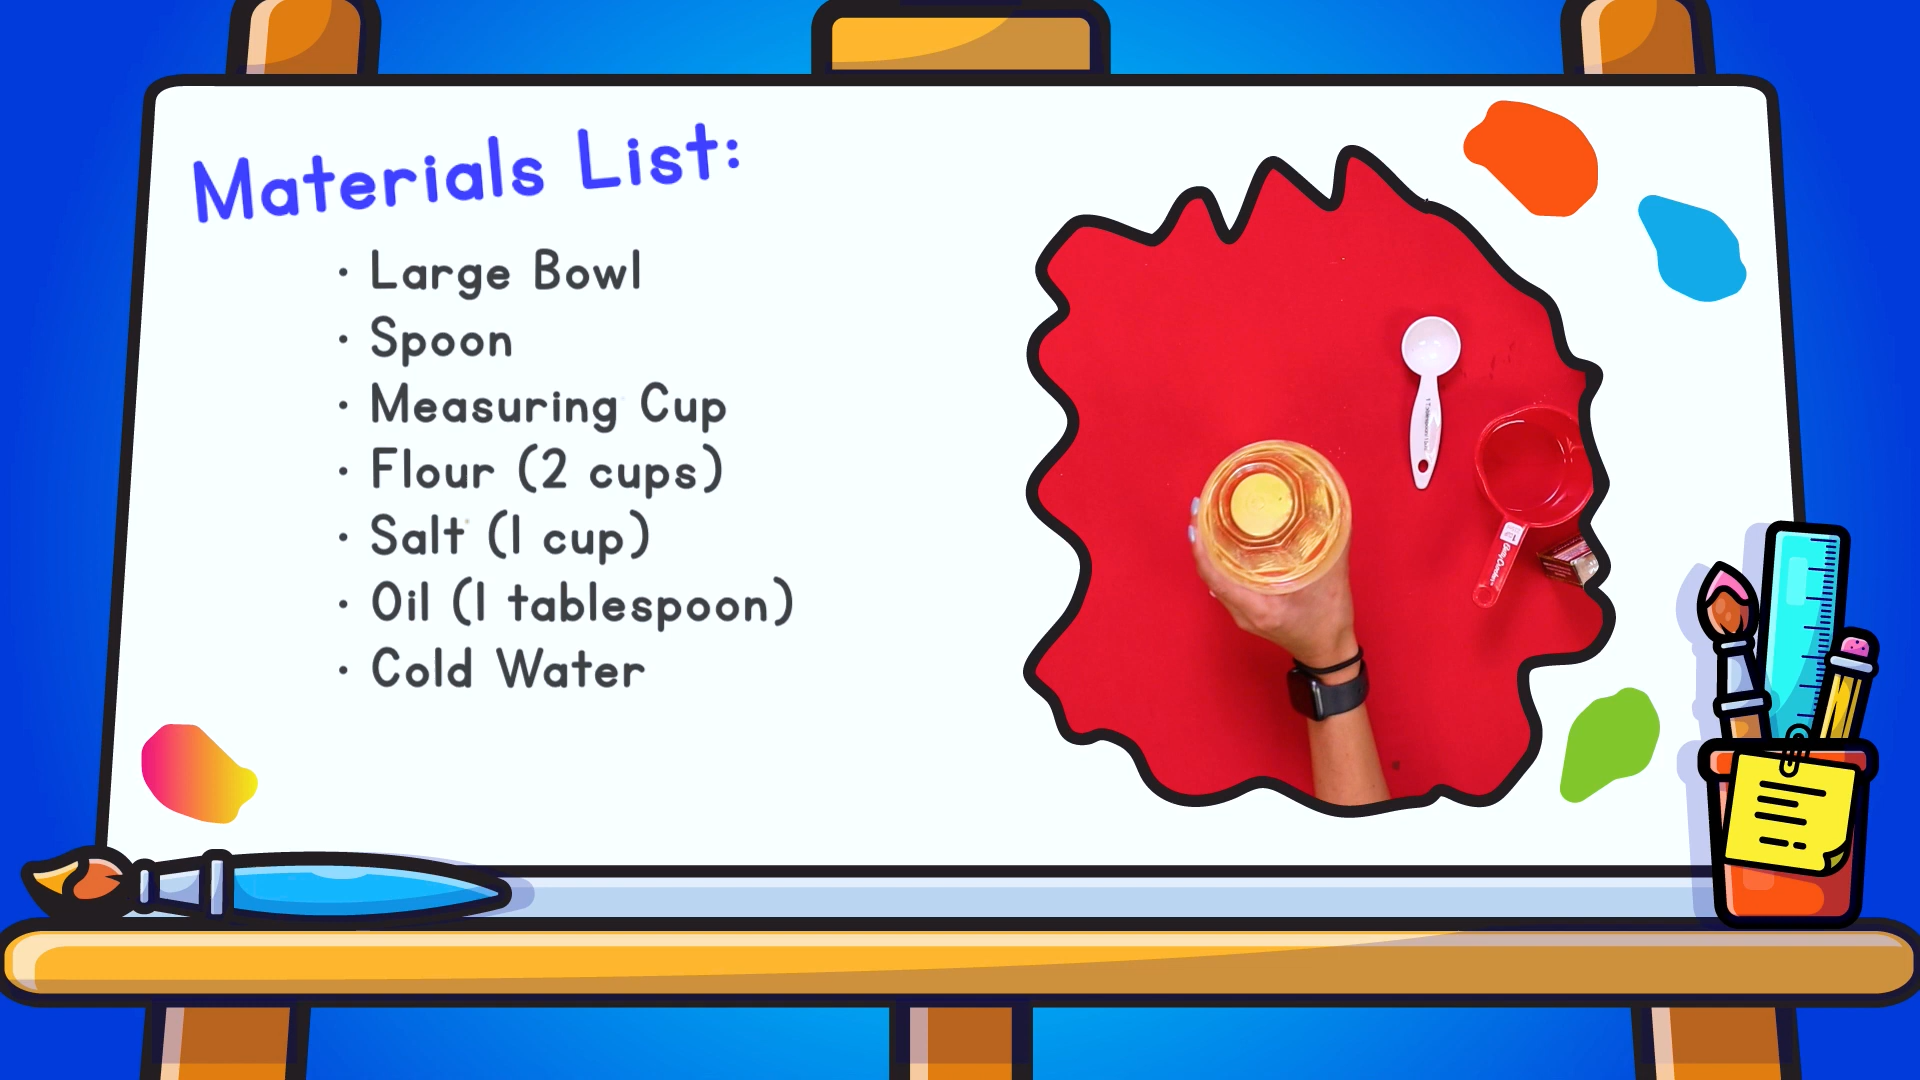 Materials List:
· Large Bowl
· Spoon
· Measuring Cup
· Flour (2 cups)
· Salt (1 cup)
· Oil (1 tablespoon)
· Cold Water